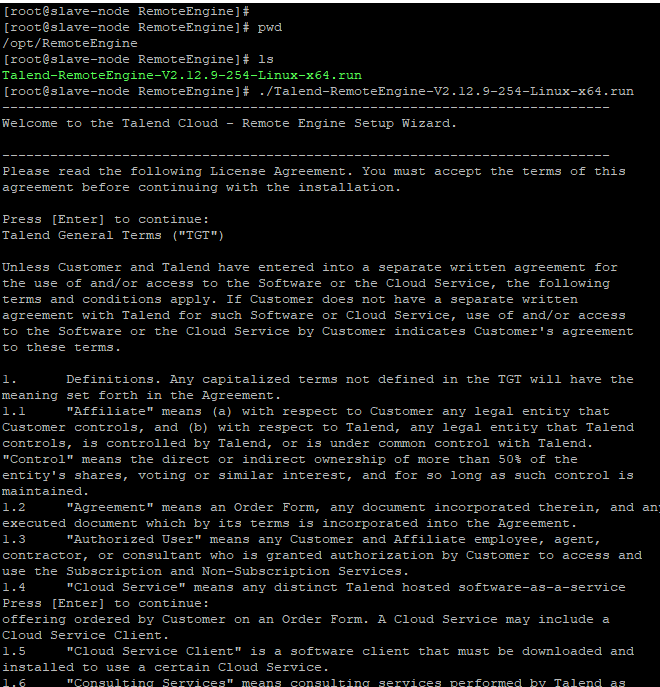 [root@slave-node RemoteEngine]#
[root@slave-node RemoteEngine]# pwd
/opt/RemoteEngine
[root@slave-node RemoteEngine]# ls
Talend-RemoteEngine-V2.12.9-254-Linux-x64.run
[root@slave-node RemoteEngine]# ./Talend-RemoteEngine-V2.12.9-254-Linux-x64.run
----------------------------------------------------------------------------
Welcome to the Talend Cloud - Remote Engine Setup Wizard.
----------------------------------------------------------------------------
Please read the following License Agreement. You must accept the terms of this
agreement before continuing with the installation.
Press [Enter] to continue:
Talend General Terms ("TGT")
Unless Customer and Talend have entered into a separate written agreement for
the use of and/or access to the Software or the Cloud Service, the following
terms and conditions apply. If Customer does not have a separate written
agreement with Talend for such Software or Cloud Service, use of and/or access
to the Software or the Cloud Service by Customer indicates Customer's agreement
to these terms.
1.      Definitions. Any capitalized terms not defined in the TGT will have the
meaning set forth in the Agreement.
1.1     "Affiliate" means (a) with respect to Customer any legal entity that
Customer controls, and (b) with respect to Talend, any legal entity that Talend
controls, is controlled by Talend, or is under common control with Talend.
"Control" means the direct or indirect ownership of more than 50% of the
entity's shares, voting or similar interest, and for so long as such control is
maintained.
1.2     "Agreement" means an Order Form, any document incorporated therein, and any
executed document which by its terms is incorporated into the Agreement.
1.3     "Authorized User" means any Customer and Affiliate employee, agent,
contractor, or consultant who is granted authorization by Customer to access and
use the Subscription and Non-Subscription Services.
1.4     "Cloud Service" means any distinct Talend hosted software-as-a-service
Press [Enter] to continue:
offering ordered by Customer on an Order Form. A Cloud Service may include a
Cloud Service Client.
1.5     "Cloud Service Client" is a software client that must be downloaded and
installed to use a certain Cloud Service.
1.6     "Consulting Services" means consulting services performed by Talend as